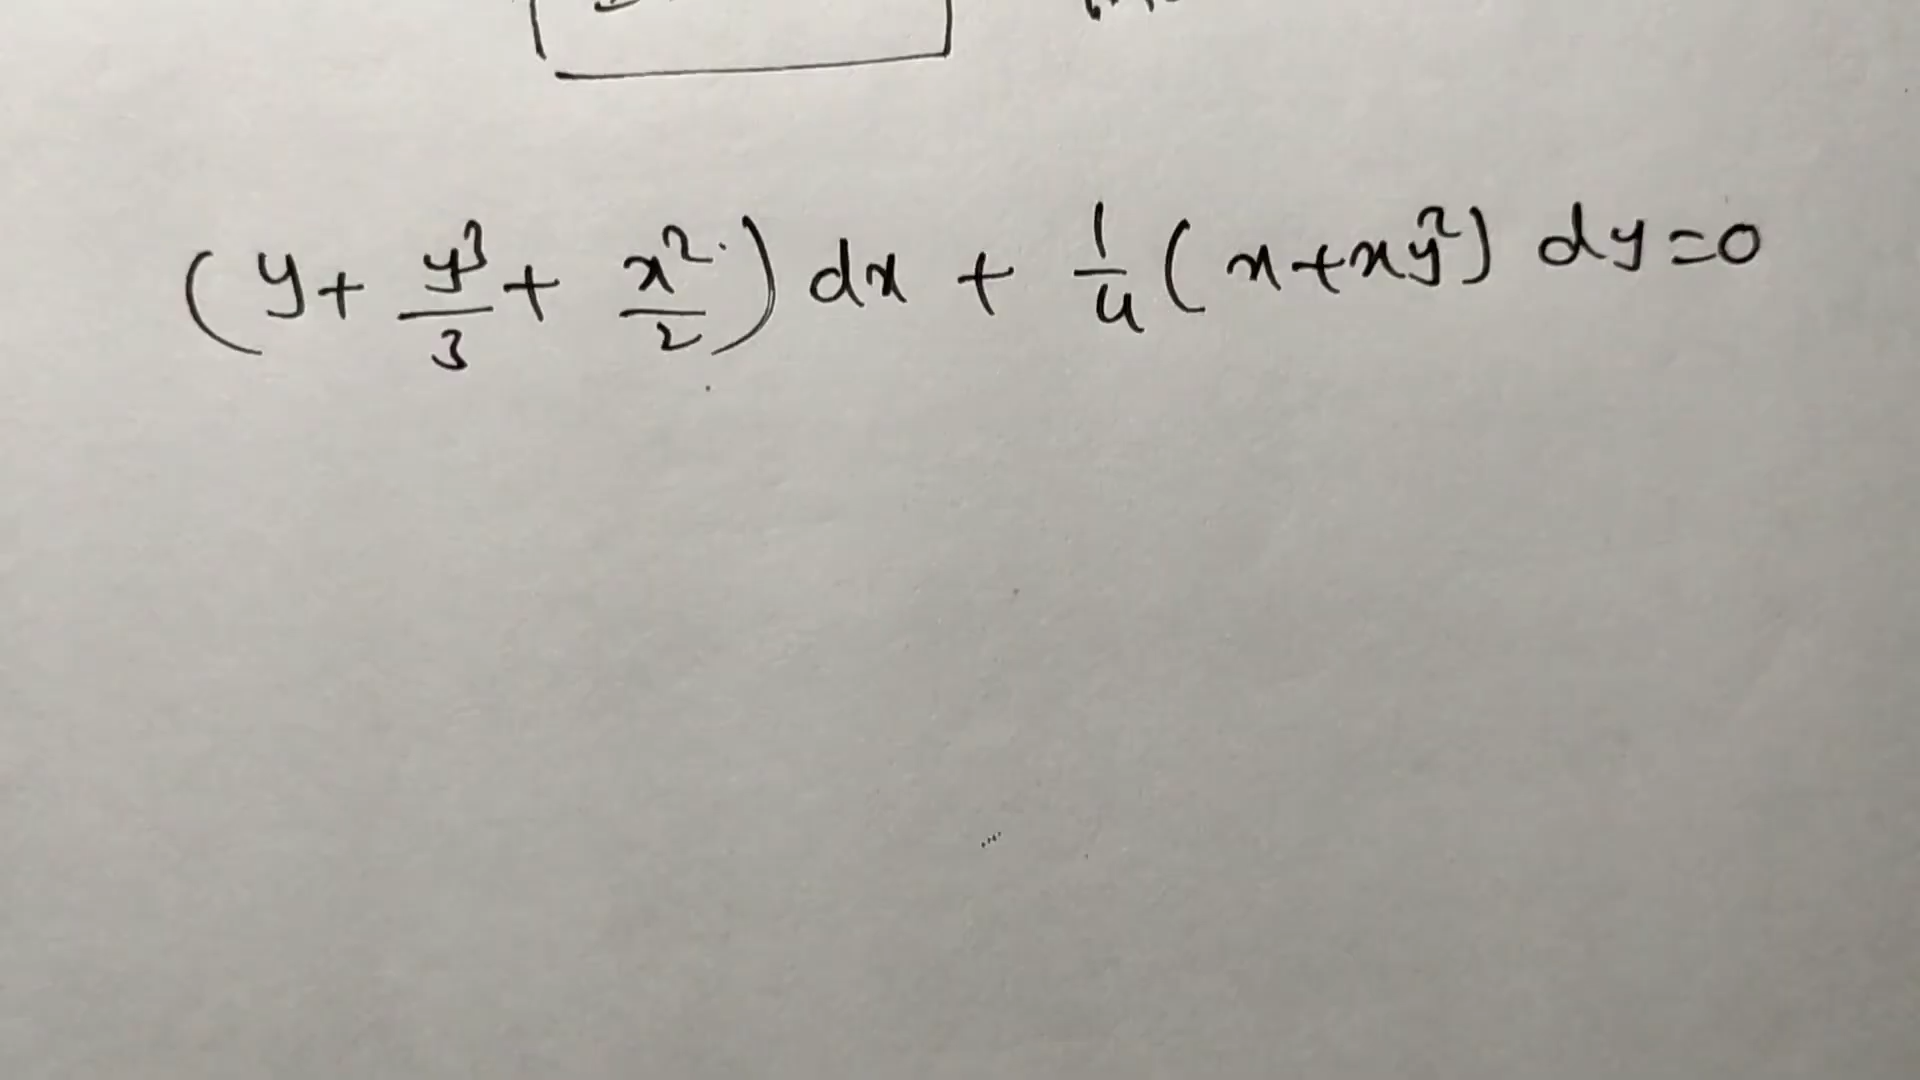 (y + y³/3 + x²/2) dx + 1/4 (x + xy²) dy = 0